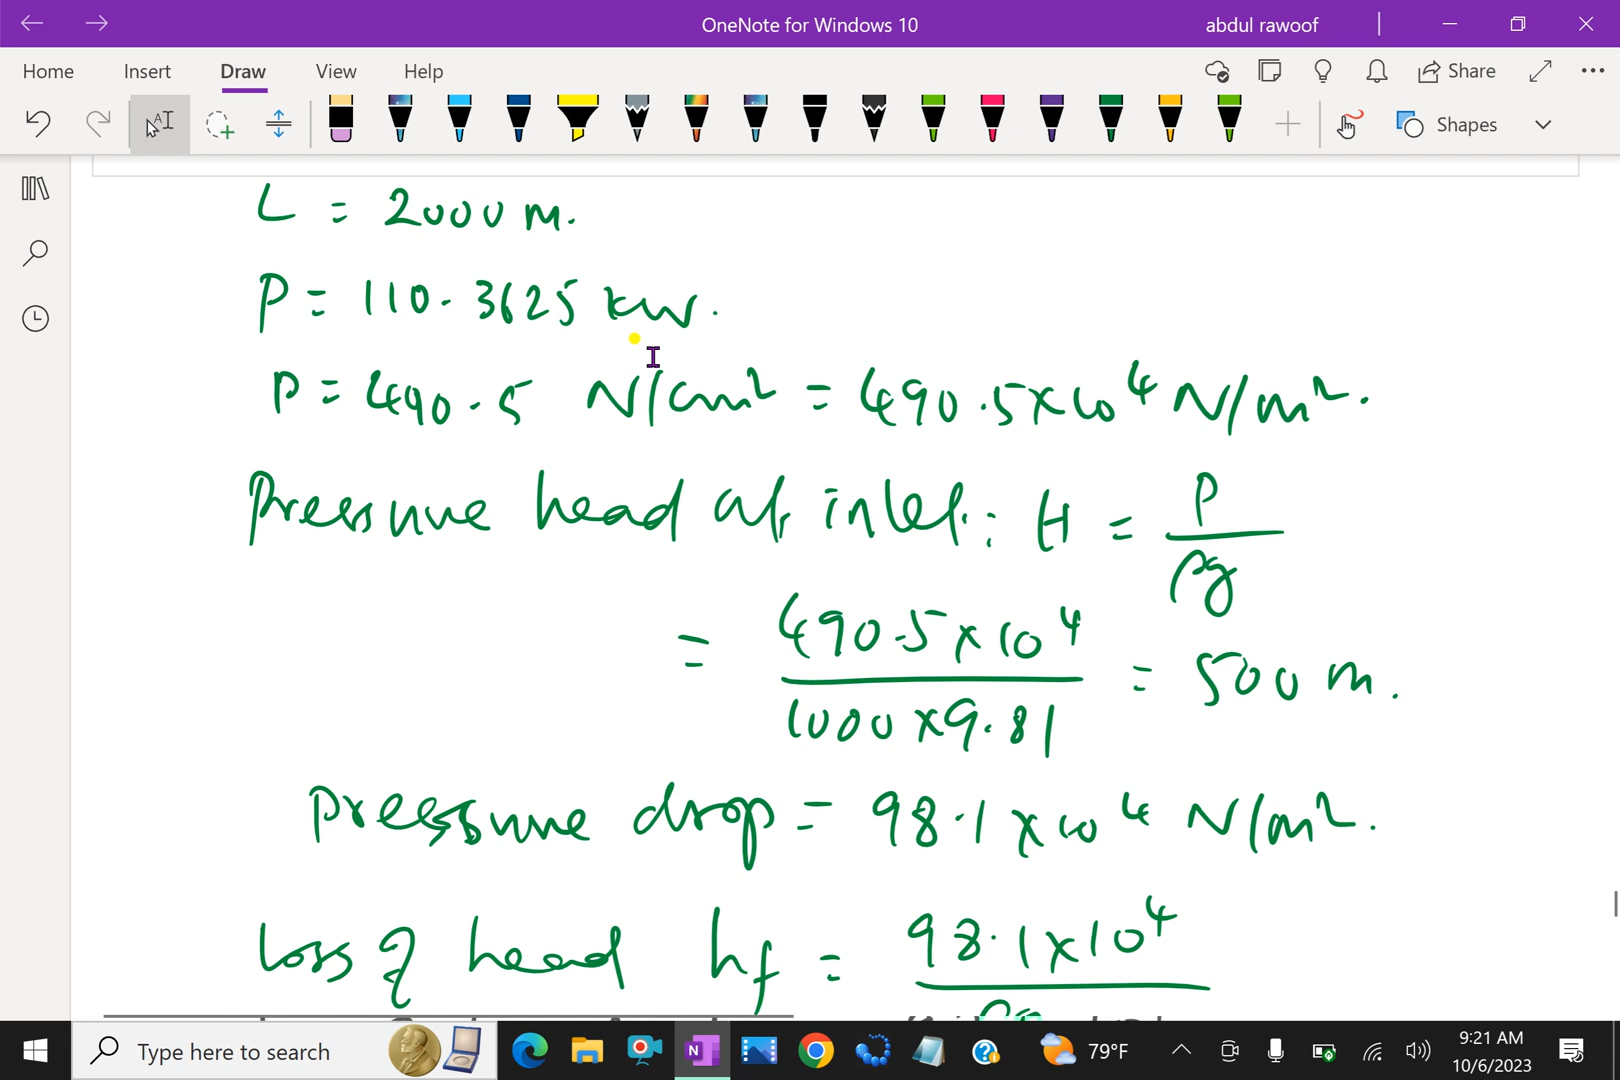 OneNote for Windows 10
abdul rawoof
Home Insert Draw View Help
Share
Shapes
L = 2000 m.
P = 110.3625 kW.
P = 490.5 N/cm² = 490.5×10⁴ N/m².
Pressure head at inlet: H = P/ρg
= 490.5×10⁴ / 1000×9.81 = 500 m.
Pressure drop = 98.1×10⁴ N/m².
Loss of head hf = 98.1×10⁴
Type here to search
79°F
9:21 AM
10/6/2023